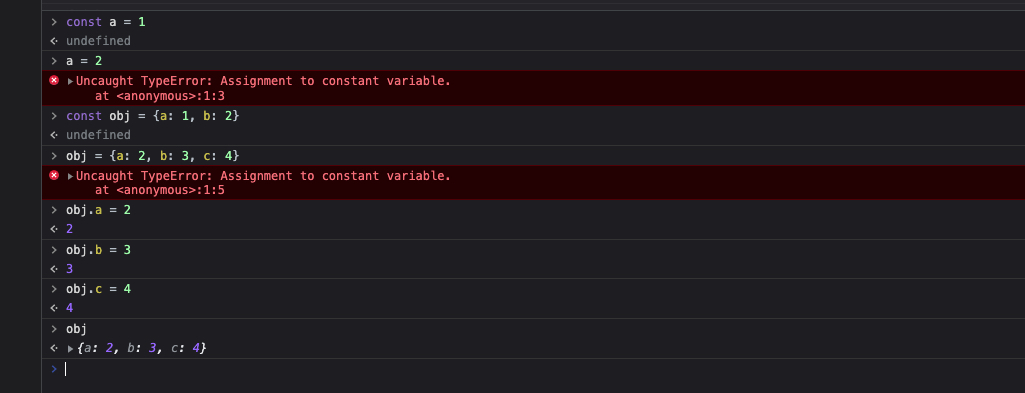 const a = 1
undefined
a = 2
Uncaught TypeError: Assignment to constant variable.
at <anonymous>:1:3
const obj = {a: 1, b: 2}
undefined
obj = {a: 2, b: 3, c: 4}
Uncaught TypeError: Assignment to constant variable.
at <anonymous>:1:5
obj.a = 2
2
obj.b = 3
3
obj.c = 4
4
obj
{a: 2, b: 3, c: 4}